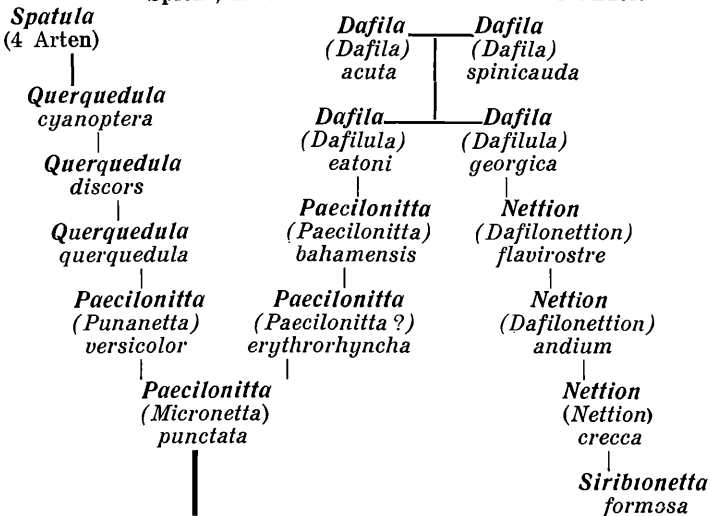 Spatula
(4 Arten)
Dafila Dafila
(Dafila) (Dafila)
acuta spinicauda
Querquedula
cyanoptera
Dafila Dafila
(Dafilula) (Dafilula)
eatoni georgica
Querquedula
discors
Paecilonitta Nettion
(Paecilonitta) (Dafilonettion)
bahamensis flavirostre
Querquedula
querquedula
Paecilonitta Paecilonitta Nettion
(Punanetta) (Paecilonitta ?) (Dafilonettion)
versicolor erythrorhyncha andium
Paecilonitta Nettion
(Micronetta) (Nettion)
punctata crecca
Siribionetta
formosa